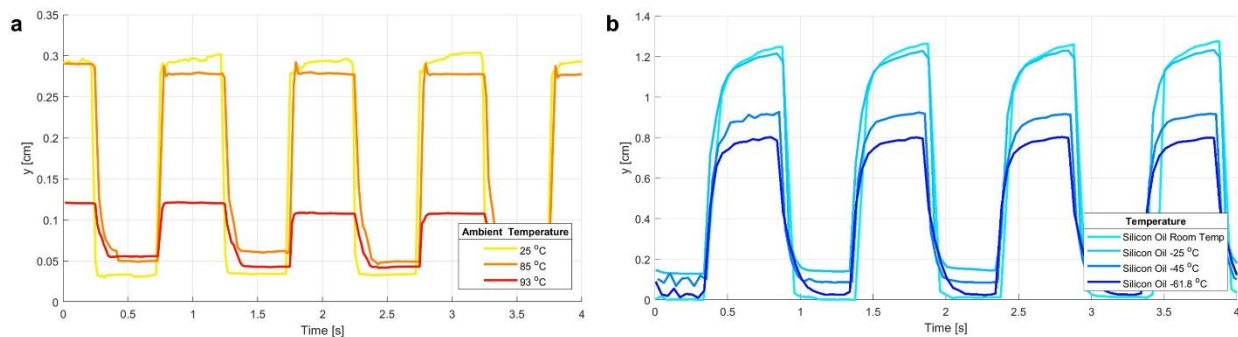 a
y [cm]
0.35
0.3
0.25
0.2
0.15
0.1
0.05
0
0 0.5 1 1.5 2 2.5 3 3.5 4
Time [s]
Ambient Temperature
25 °C
85 °C
93 °C
b
y [cm]
1.4
1.2
1
0.8
0.6
0.4
0.2
0
0 0.5 1 1.5 2 2.5 3 3.5 4
Time [s]
Temperature
Silicon Oil Room Temp
Silicon Oil -25 °C
Silicon Oil -45 °C
Silicon Oil -61.8 °C